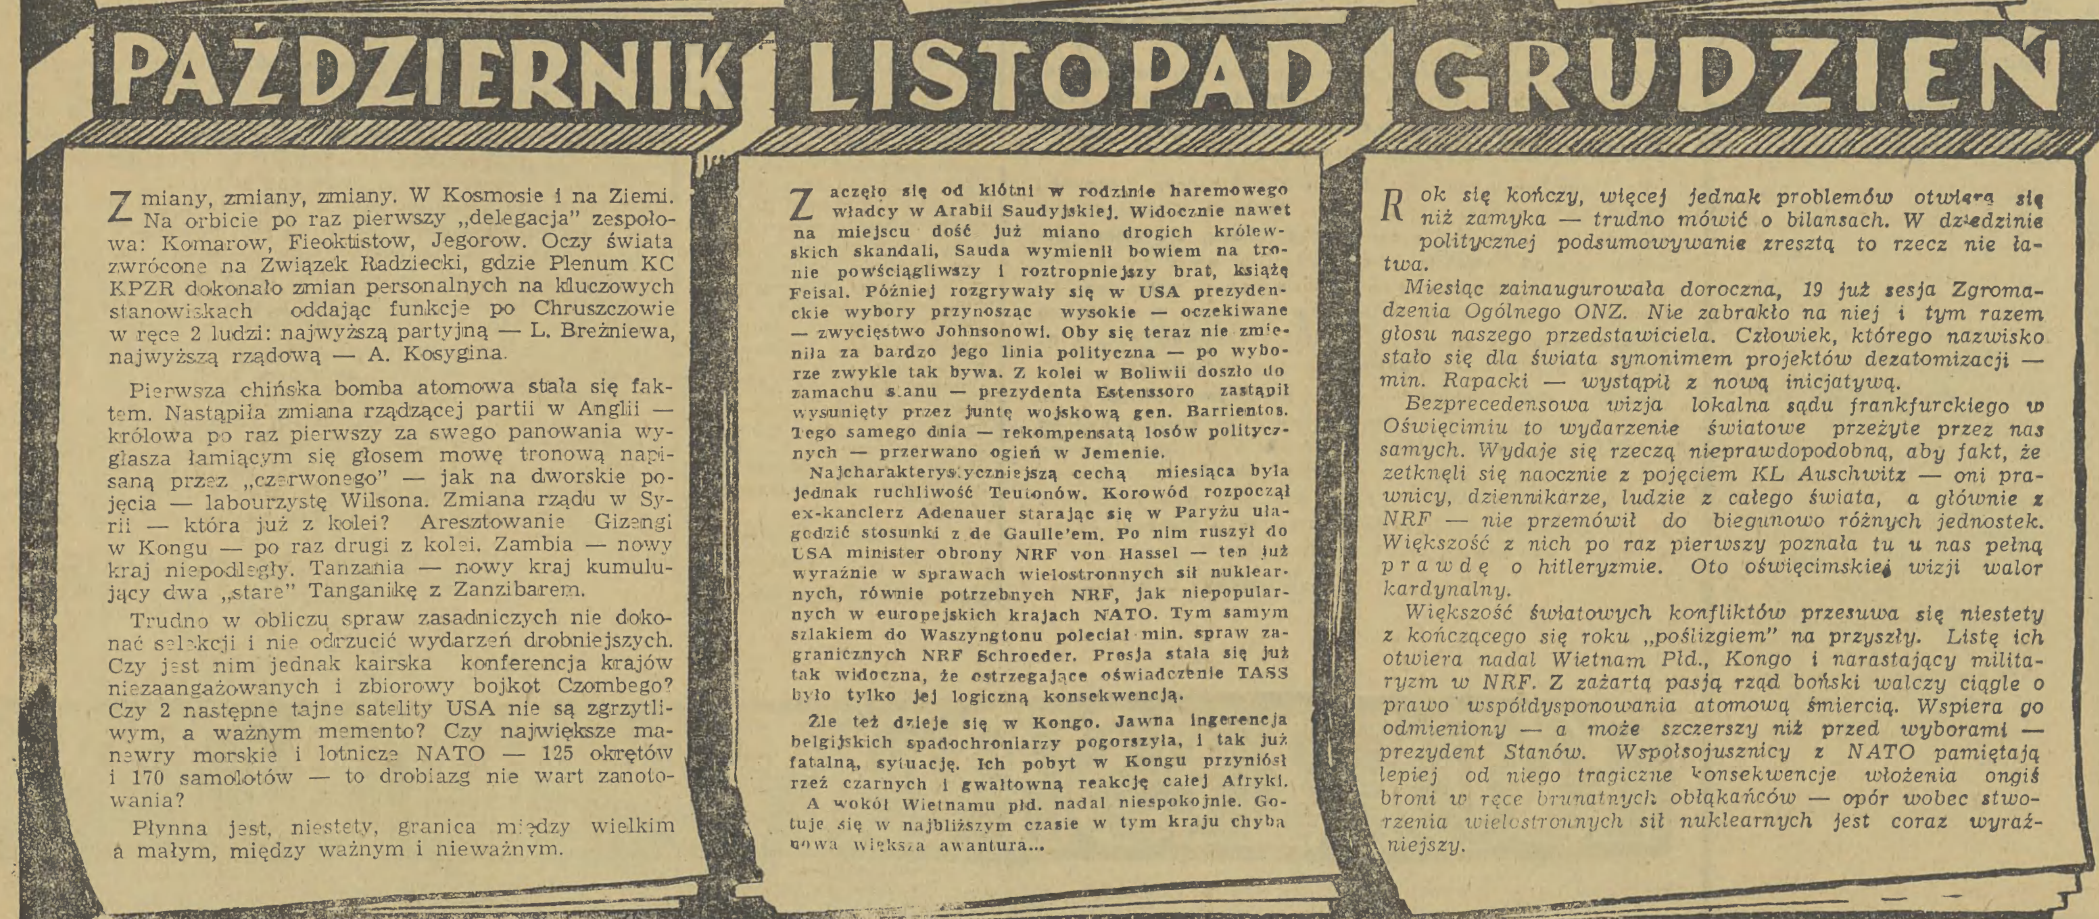 PAŹDZIERNIK
Zmiany, zmiany, zmiany. W Kosmosie i na Ziemi.
Na orbicie po raz pierwszy „delegacja” zespoło-
wa: Komarow, Fieoktistow, Jegorow. Oczy świata
zwrócone na Związek Radziecki, gdzie Plenum KC
KPZR dokonało zmian personalnych na kluczowych
stanowiskach oddając funkcje po Chruszczowie
w ręce 2 ludzi: najwyższą partyjną — L. Breżniewa,
najwyższą rządową — A. Kosygina.
Pierwsza chińska bomba atomowa stała się fak-
tem. Nastąpiła zmiana rządzącej partii w Anglii —
królowa po raz pierwszy za swego panowania wy-
głasza łamiącym się głosem mowę tronową napi-
saną przez „czerwonego” — jak na dworskie po-
jęcia — labourzystę Wilsona. Zmiana rządu w Sy-
rii — która już z kolei? Aresztowanie Gizengi
w Kongu — po raz drugi z kolei. Zambia — nowy
kraj niepodległy. Tanzania — nowy kraj kumulu-
jący dwa „stare” Tanganikę z Zanzibarem.
Trudno w obliczu spraw zasadniczych nie doko-
nać selekcji i nie odrzucić wydarzeń drobniejszych.
Czy jest nim jednak kairska konferencja krajów
niezaangażowanych i zbiorowy bojkot Czombego?
Czy 2 następne tajne satelity USA nie są zgrzytli-
wym, a ważnym memento? Czy największe ma-
newry morskie i lotnicze NATO — 125 okrętów
i 170 samolotów — to drobiazg nie wart zanoto-
wania?
Płynna jest, niestety, granica między wielkim
a małym, między ważnym i nieważnym.
LISTOPAD
Zaczęło się od kłótni w rodzinie haremowego
władcy w Arabii Saudyjskiej. Widocznie nawet
na miejscu dość już miano drogich królew-
skich skandali, Sauda wymienił bowiem na tro-
nie powściągliwszy i roztropniejszy brat, książę
Feisal. Później rozgrywały się w USA prezyden-
ckie wybory przynosząc wysokie — oczekiwane
— zwycięstwo Johnsonowi. Oby się teraz nie zmie-
niła za bardzo jego linia polityczna — po wybo-
rze zwykle tak bywa. Z kolei w Boliwii doszło do
zamachu stanu — prezydenta Estenssoro zastąpił
wysunięty przez juntę wojskową gen. Barrientos.
Tego samego dnia — rekompensatą losów politycz-
nych — przerwano ogień w Jemenie.
Najcharakterystyczniejszą cechą miesiąca była
jednak ruchliwość Teutonów. Korowód rozpoczął
ex-kanclerz Adenauer starając się w Paryżu uła-
godzić stosunki z de Gaulle'em. Po nim ruszył do
USA minister obrony NRF von Hassel — ten już
wyraźnie w sprawach wielostronnych sił nuklear-
nych, równie potrzebnych NRF, jak niepopular-
nych w europejskich krajach NATO. Tym samym
szlakiem do Waszyngtonu poleciał min. spraw za-
granicznych NRF Schroeder. Presja stała się już
tak widoczna, że ostrzegające oświadczenie TASS
było tylko jej logiczną konsekwencją.
Źle też dzieje się w Kongo. Jawna ingerencja
belgijskich spadochroniarzy pogorszyła, i tak już
fatalną, sytuację. Ich pobyt w Kongu przyniósł
rzeź czarnych i gwałtowną reakcję całej Afryki.
A wokół Wietnamu płd. nadal niespokojnie. Go-
tuje się w najbliższym czasie w tym kraju chyba
nowa większa awantura...
GRUDZIEŃ
Rok się kończy, więcej jednak problemów otwiera się
niż zamyka — trudno mówić o bilansach. W dziedzinie
politycznej podsumowywanie zresztą to rzecz nie ła-
twa.
Miesiąc zainaugurowała doroczna, 19 już sesja Zgroma-
dzenia Ogólnego ONZ. Nie zabrakło na niej i tym razem
głosu naszego przedstawiciela. Człowiek, którego nazwisko
stało się dla świata synonimem projektów dezatomizacji —
min. Rapacki — wystąpił z nową inicjatywą.
Bezprecedensowa wizja lokalna sądu frankfurckiego w
Oświęcimiu to wydarzenie światowe przeżyte przez nas
samych. Wydaje się rzeczą nieprawdopodobną, aby fakt, że
zetknęli się naocznie z pojęciem KL Auschwitz — oni pra-
wnicy, dziennikarze, ludzie z całego świata, a głównie z
NRF — nie przemówił do biegunowo różnych jednostek.
Większość z nich po raz pierwszy poznała tu u nas pełną
prawdę o hitleryzmie. Oto oświęcimskiej wizji walor
kardynalny.
Większość światowych konfliktów przesuwa się niestety
z kończącego się roku „poślizgiem” na przyszły. Listę ich
otwiera nadal Wietnam Płd., Kongo i narastający milita-
ryzm w NRF. Z zażartą pasją rząd boński walczy ciągle o
prawo współdysponowania atomową śmiercią. Wspiera go
odmieniony — a może szczerszy niż przed wyborami —
prezydent Stanów. Współsojusznicy z NATO pamiętają
lepiej od niego tragiczne konsekwencje włożenia ongiś
broni w ręce brunatnych obłąkańców — opór wobec stwo-
rzenia wielostronnych sił nuklearnych jest coraz wyraź-
niejszy.